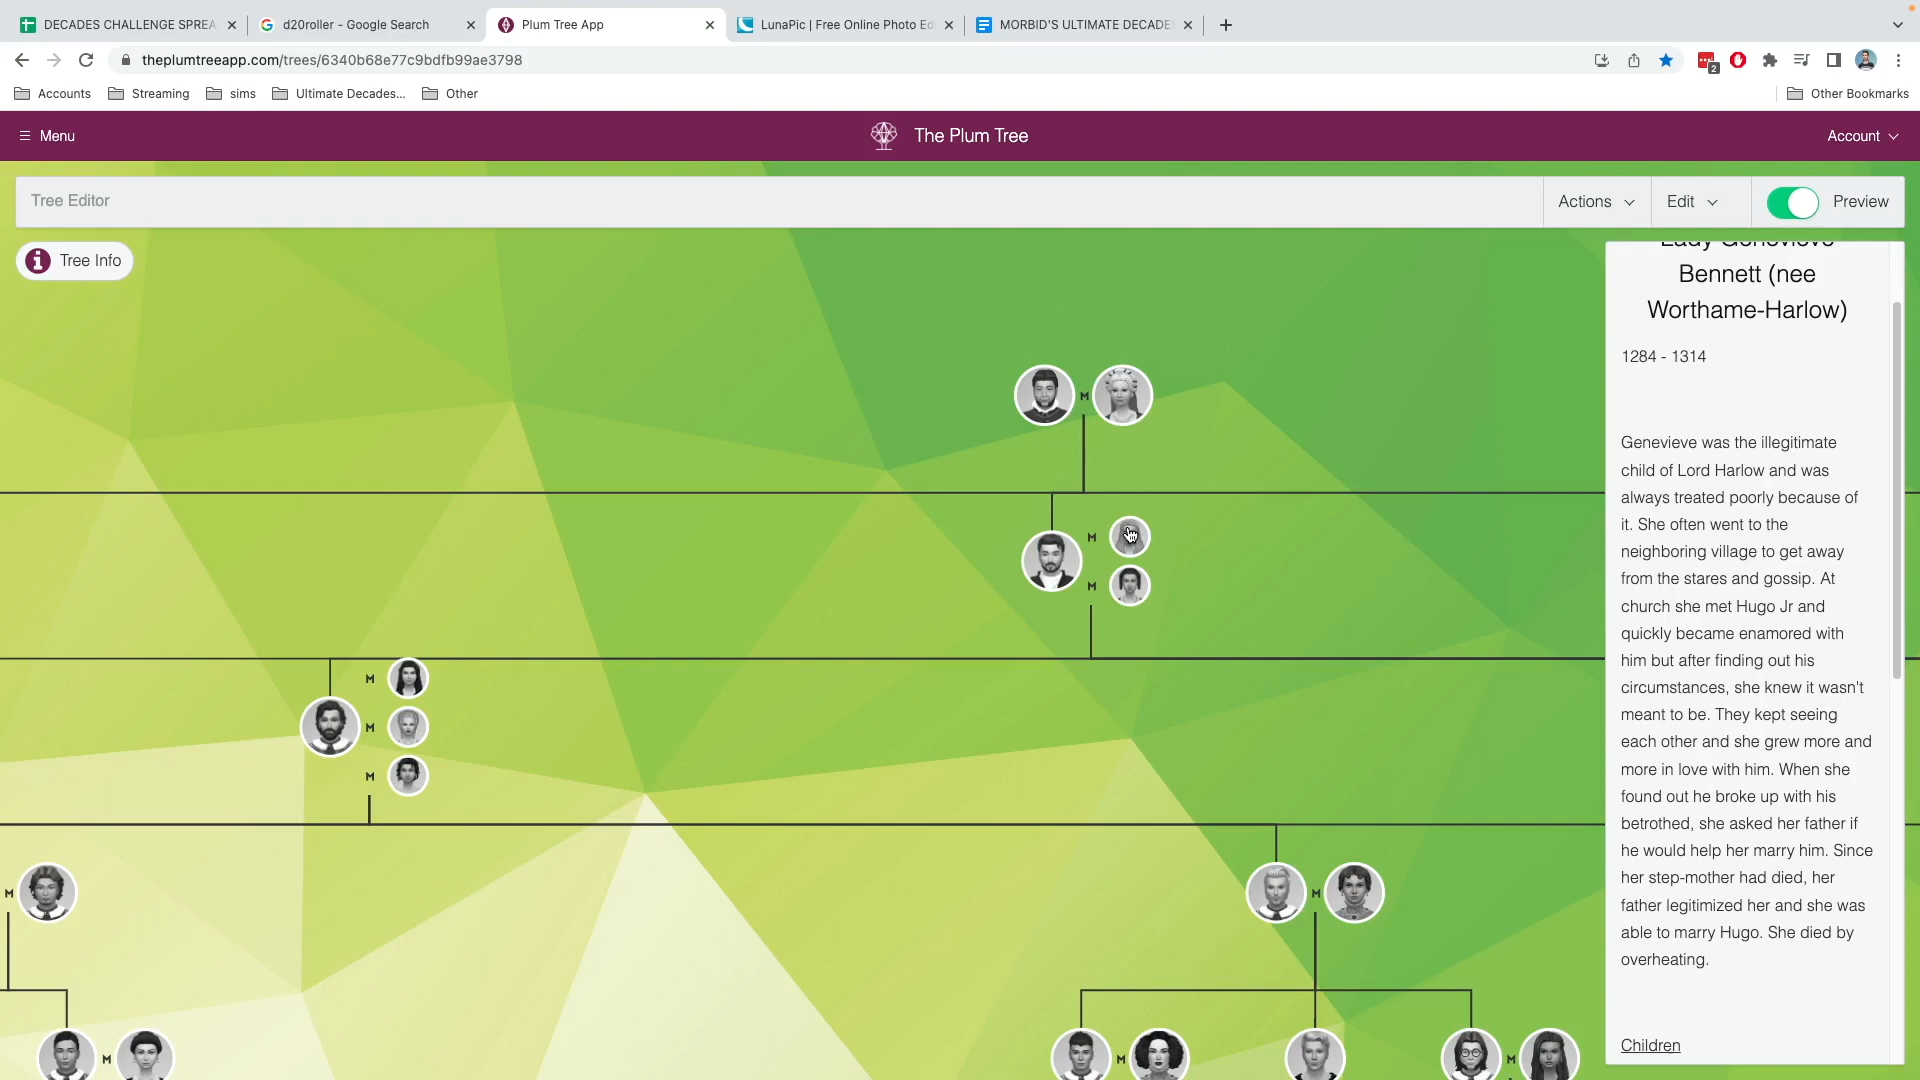 DECADES CHALLENGE SPREA
d20roller - Google Search
Plum Tree App
LunaPic | Free Online Photo Ed
MORBID'S ULTIMATE DECADES
theplumtreeapp.com/trees/6340b68e77c9bdfb99ae3798
2
Accounts
Streaming
sims
Ultimate Decades...
Other
Other Bookmarks
Menu
The Plum Tree
Account
Tree Editor
Actions
Edit
Preview
Tree Info
Lady Genevieve
Bennett (nee
Worthame-Harlow)
1284 - 1314
Genevieve was the illegitimate
child of Lord Harlow and was
always treated poorly because of
it. She often went to the
neighboring village to get away
from the stares and gossip. At
church she met Hugo Jr and
quickly became enamored with
him but after finding out his
circumstances, she knew it wasn't
meant to be. They kept seeing
each other and she grew more and
more in love with him. When she
found out he broke up with his
betrothed, she asked her father if
he would help her marry him. Since
her step-mother had died, her
father legitimized her and she was
able to marry Hugo. She died by
overheating.
Children
M
M
M
M
M
M
M
M
M
M
M